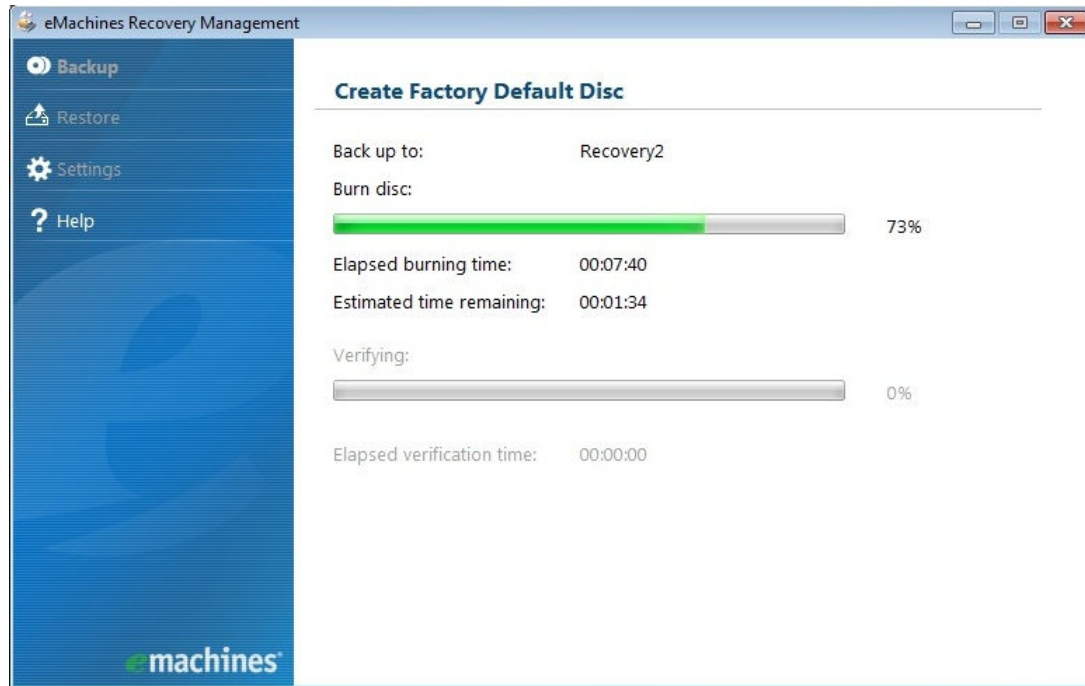 eMachines Recovery Management
Backup
Restore
Settings
? Help
Create Factory Default Disc
Back up to: Recovery2
Burn disc:
73%
Elapsed burning time: 00:07:40
Estimated time remaining: 00:01:34
Verifying:
0%
Elapsed verification time: 00:00:00
emachines